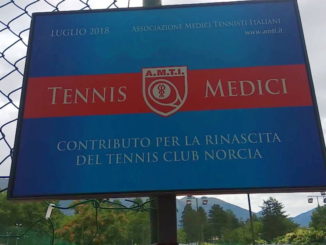 LUGLIO 2018
ASSOCIAZIONE MEDICI TENNISTI ITALIANI
www.amti.it
A.M.T.I.
TENNIS MEDICI
CONTRIBUTO PER LA RINASCITA
DEL TENNIS CLUB NORCIA